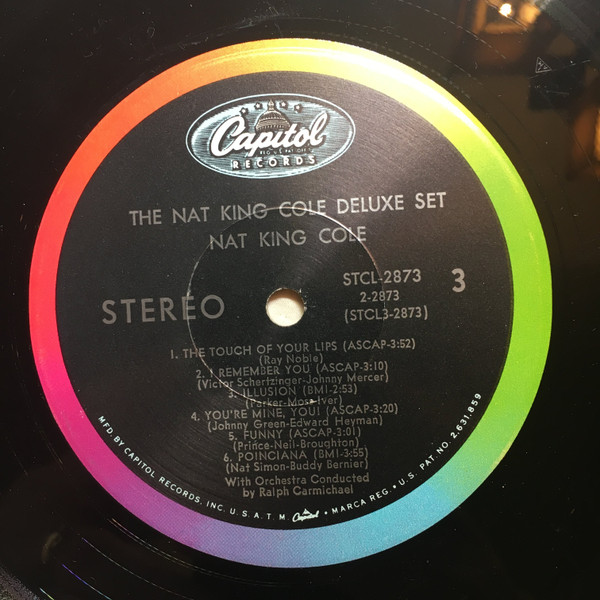 Capitol
RECORDS
THE NAT KING COLE DELUXE SET
NAT KING COLE
STEREO
STCL-2873
2-2873
(STCL3-2873)
3
1. THE TOUCH OF YOUR LIPS (ASCAP-3:52)
(Ray Noble)
2. I REMEMBER YOU (ASCAP-3:10)
(Victor Schertzinger-Johnny Mercer)
3. ILLUSION (BMI-2:53)
(Parker-Moss-Iver)
4. YOU'RE MINE, YOU! (ASCAP-3:20)
(Johnny Green-Edward Heyman)
5. FUNNY (ASCAP-3:01)
(Prince-Neil-Broughton)
6. POINCIANA (BMI-3:55)
(Nat Simon-Buddy Bernier)
With Orchestra Conducted
by Ralph Carmichael
MFD. BY CAPITOL RECORDS, INC. U.S.A. T.M. Capitol • MARCA REG. • U.S. PAT. NO. 2,631,859